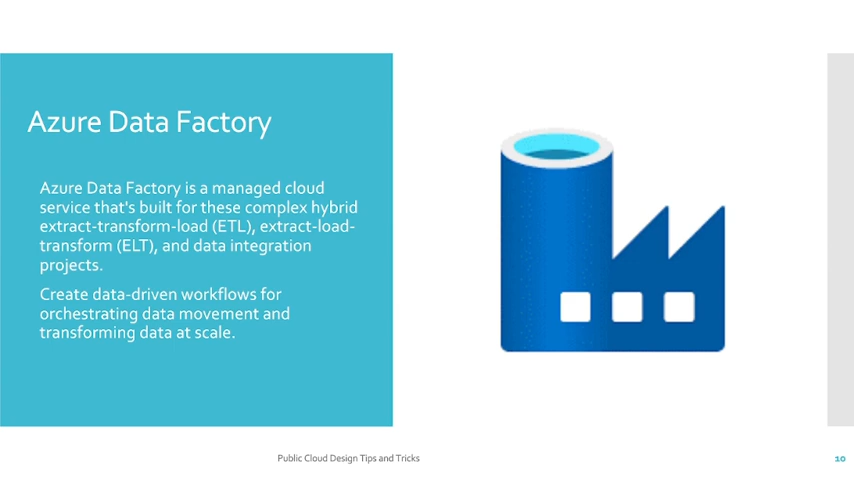 Azure Data Factory
Azure Data Factory is a managed cloud
service that's built for these complex hybrid
extract-transform-load (ETL), extract-load-
transform (ELT), and data integration
projects.
Create data-driven workflows for
orchestrating data movement and
transforming data at scale.
Public Cloud Design Tips and Tricks
10